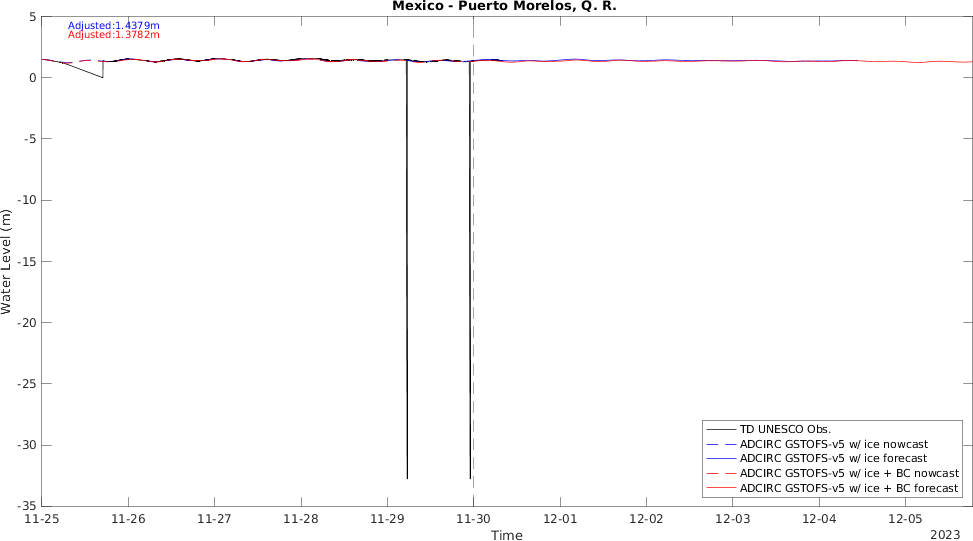 Mexico - Puerto Morelos, Q. R.
Adjusted:1.4379m
Adjusted:1.3782m
5
0
-5
-10
-15
-20
-25
-30
-35
Water Level (m)
TD UNESCO Obs.
ADCIRC GSTOFS-v5 w/ ice nowcast
ADCIRC GSTOFS-v5 w/ ice forecast
ADCIRC GSTOFS-v5 w/ ice + BC nowcast
ADCIRC GSTOFS-v5 w/ ice + BC forecast
11-25 11-26 11-27 11-28 11-29 11-30 12-01 12-02 12-03 12-04 12-05
Time
2023